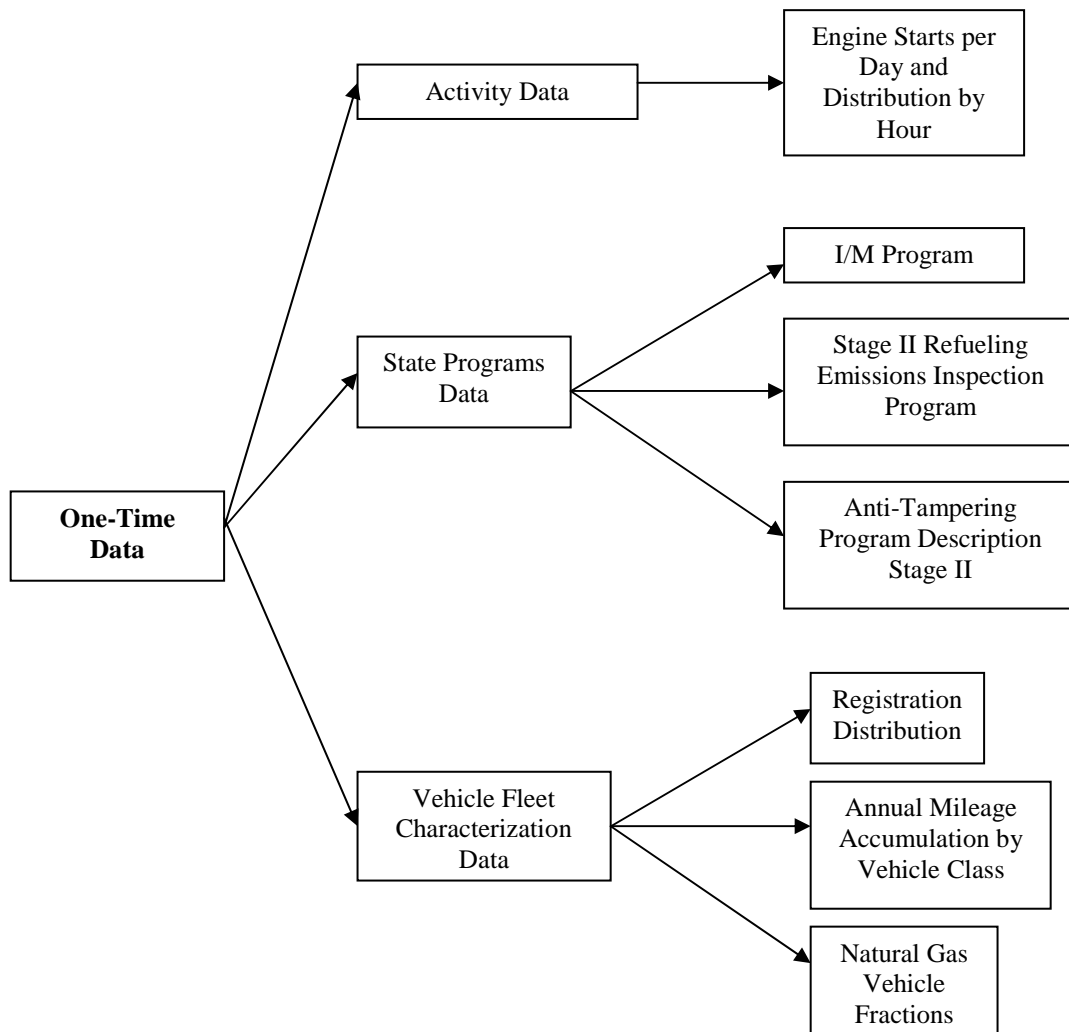 Engine Starts per
Day and
Distribution by
Hour
Activity Data
I/M Program
State Programs
Data
Stage II Refueling
Emissions Inspection
Program
One-Time
Data
Anti-Tampering
Program Description
Stage II
Registration
Distribution
Vehicle Fleet
Characterization
Data
Annual Mileage
Accumulation by
Vehicle Class
Natural Gas
Vehicle
Fractions